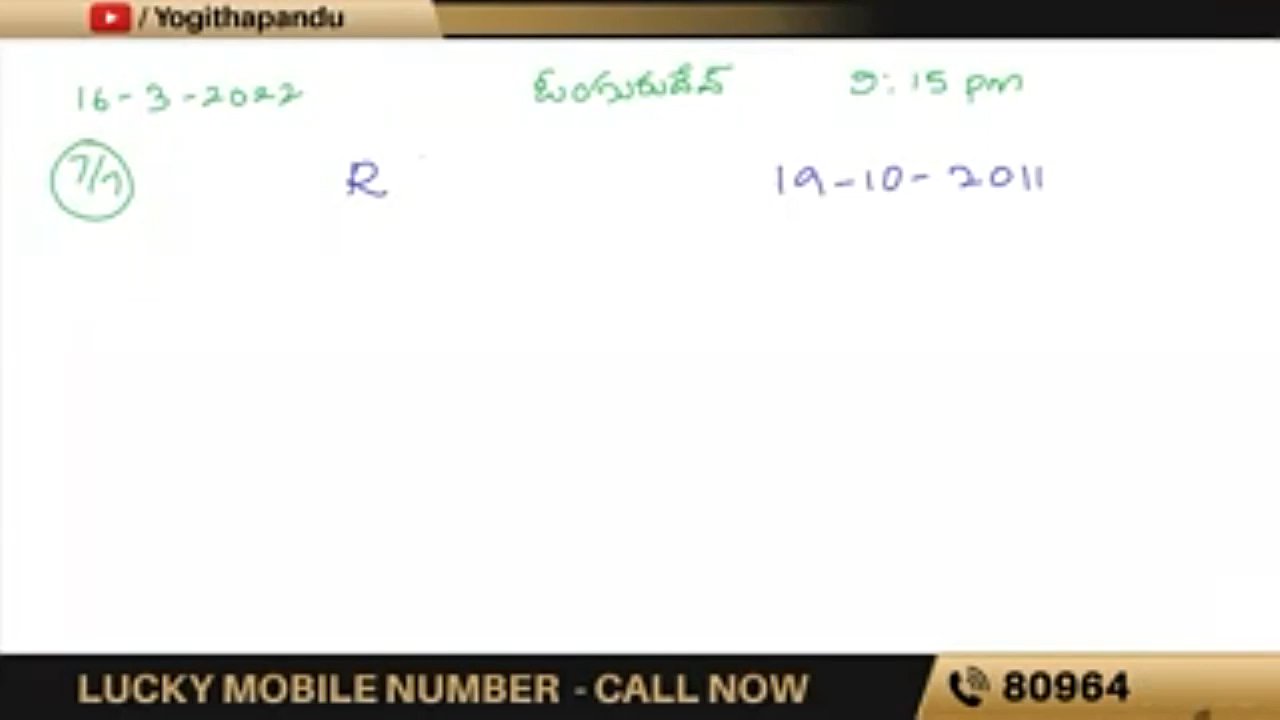 / Yogithapandu
16-3-2022 ఓంగురుదేవ్ 9:15 pm
7/7 R 19-10-2011
LUCKY MOBILE NUMBER - CALL NOW 80964